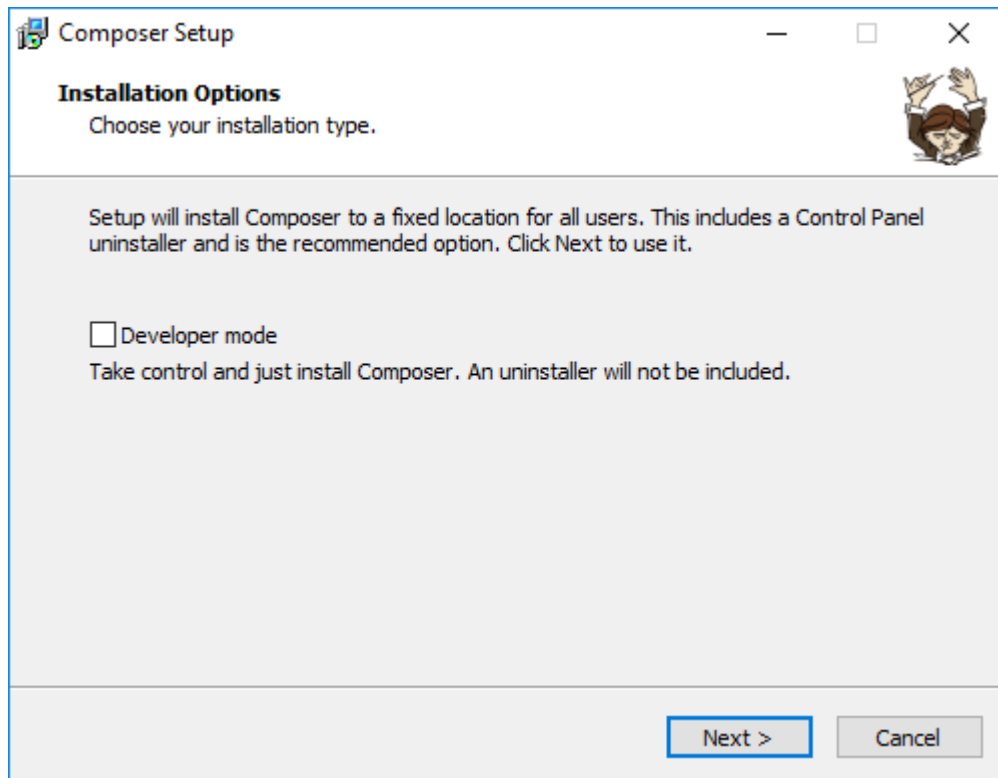 Composer Setup
Installation Options
Choose your installation type.
Setup will install Composer to a fixed location for all users. This includes a Control Panel
uninstaller and is the recommended option. Click Next to use it.
Developer mode
Take control and just install Composer. An uninstaller will not be included.
Next >
Cancel